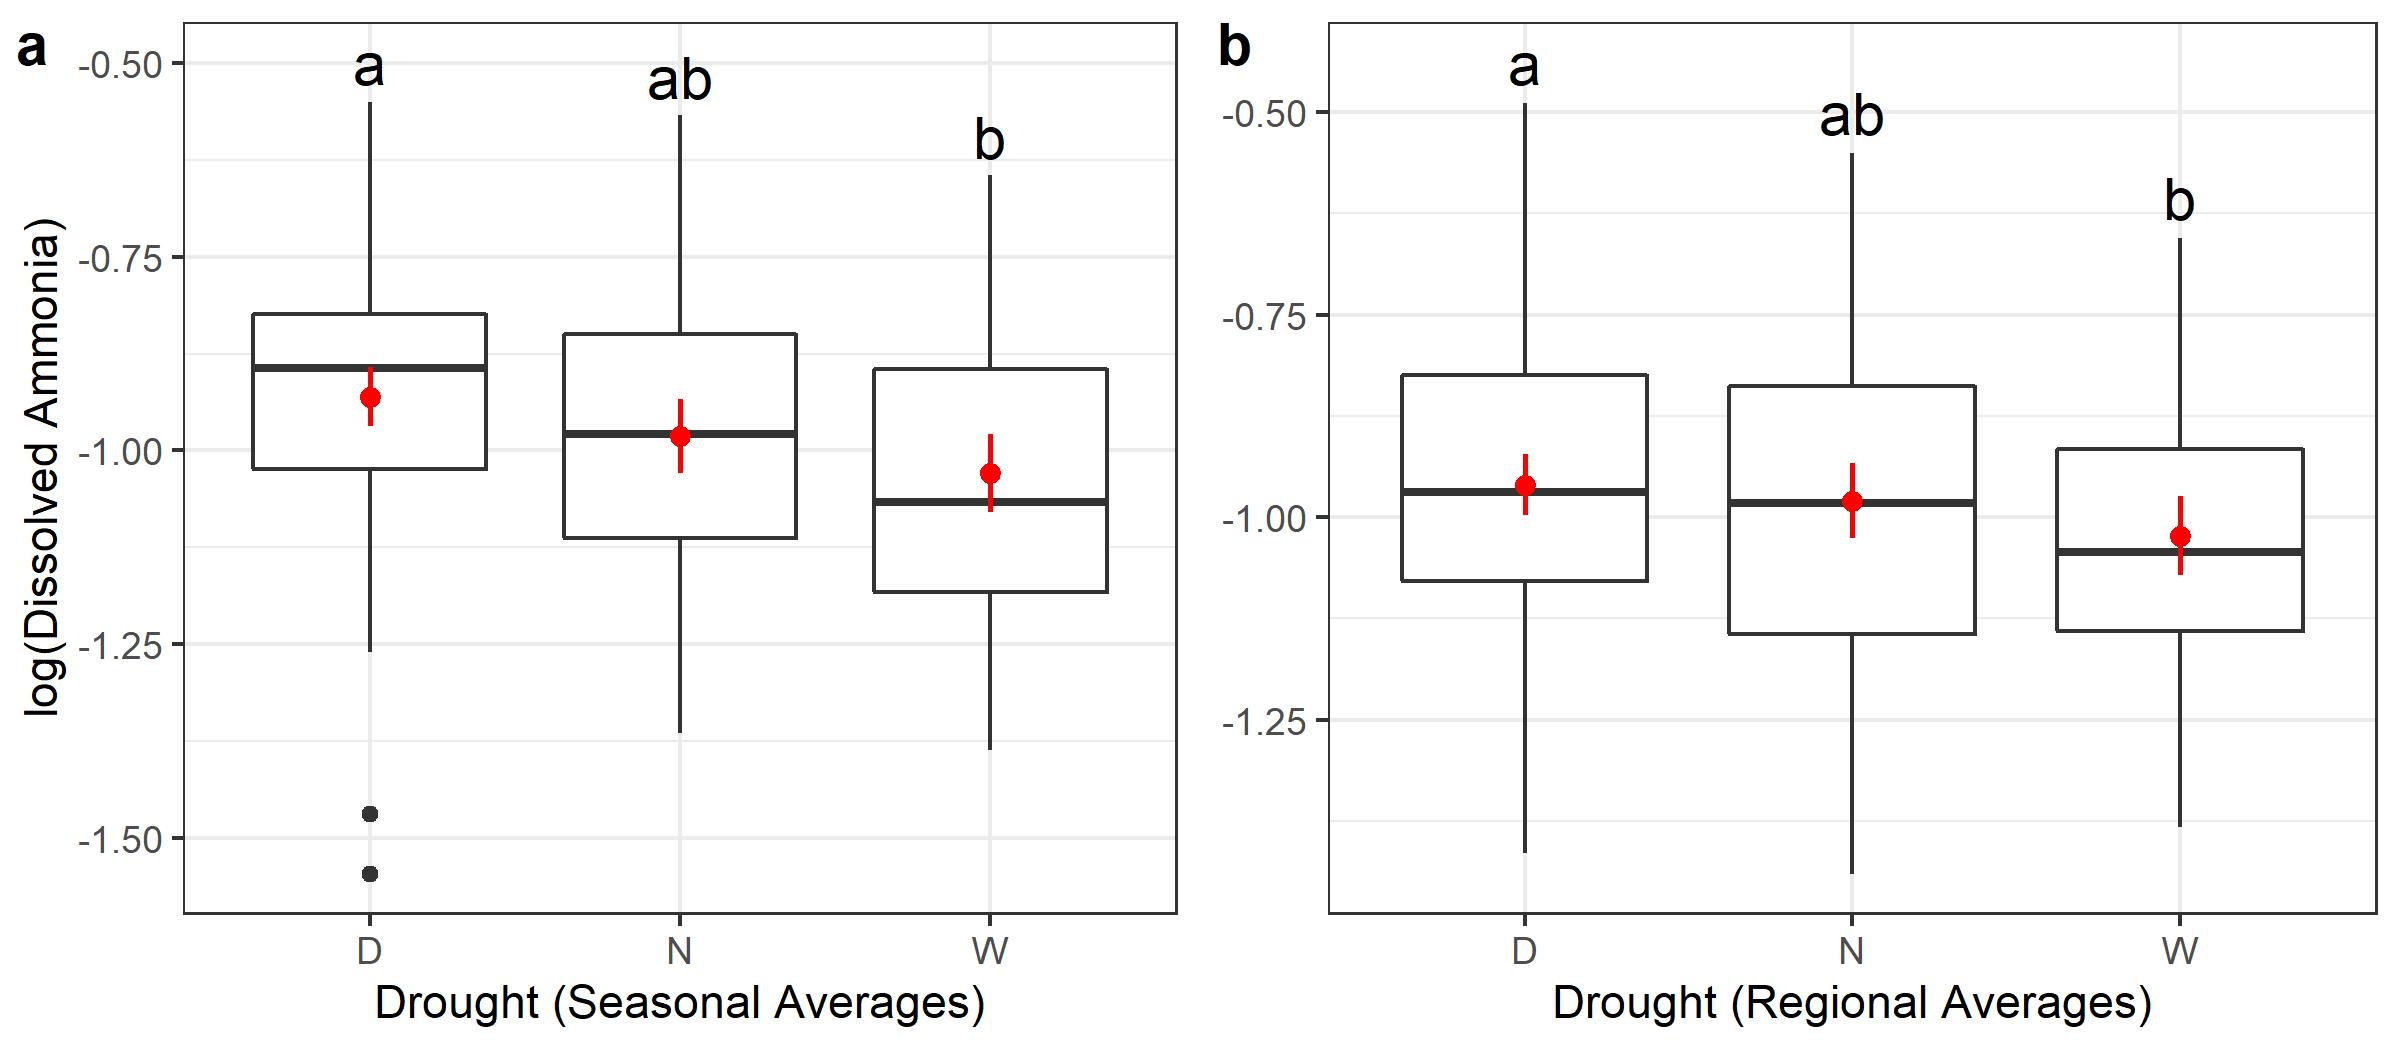 a
a
ab
b
-0.50
-0.75
-1.00
-1.25
-1.50
log(Dissolved Ammonia)
D N W
Drought (Seasonal Averages)
b
a
ab
b
-0.50
-0.75
-1.00
-1.25
D N W
Drought (Regional Averages)